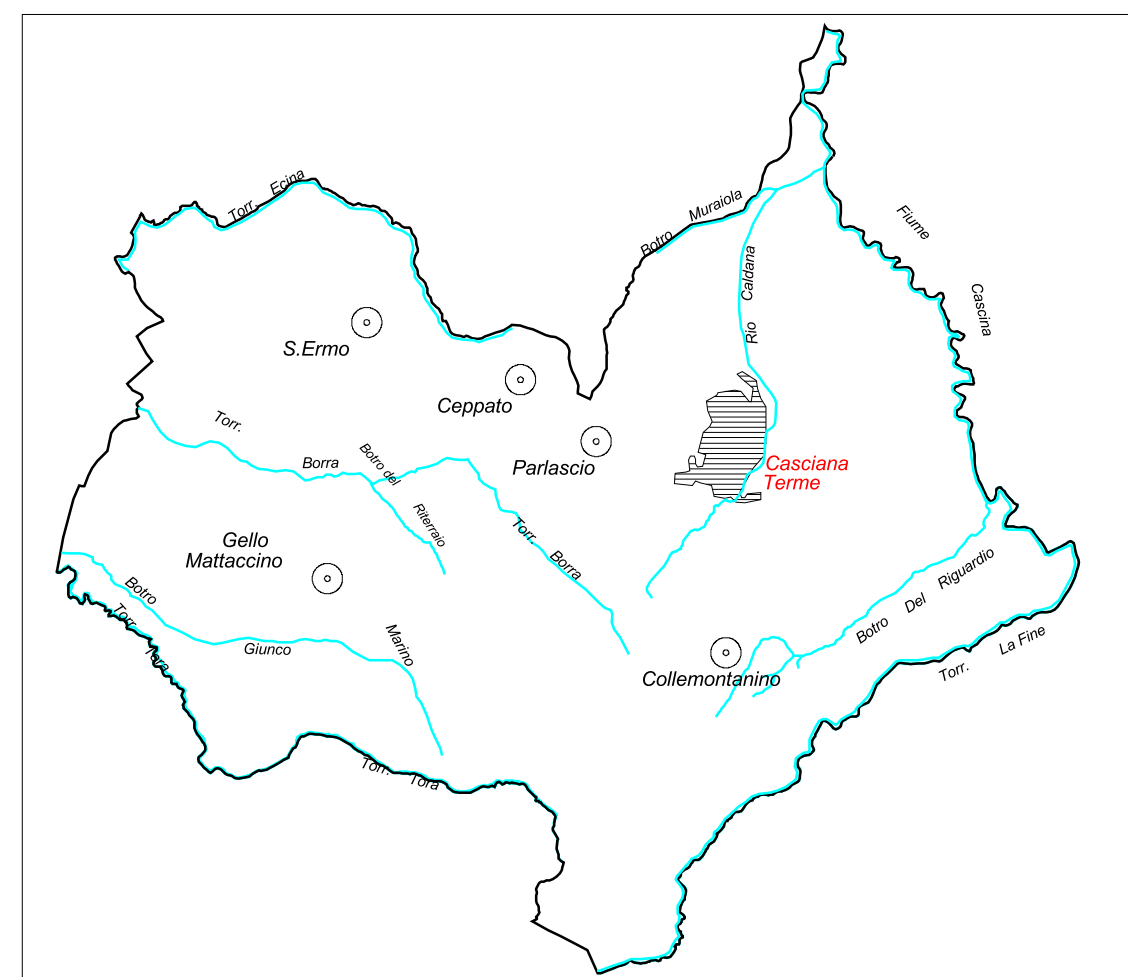 Torr. Ecina
Botro Muraiola
Fiume
Cascina
Rio Caldana
S.Ermo
Ceppato
Parlascio
Casciana
Terme
Torr. Borra
Botro del
Riterraio
Torr. Borra
Gello
Mattaccino
Botro
Giunco
Marino
Torr. Tora
Collemontanino
Botro Del Riguardio
Torr. La Fine
Torr. Tora